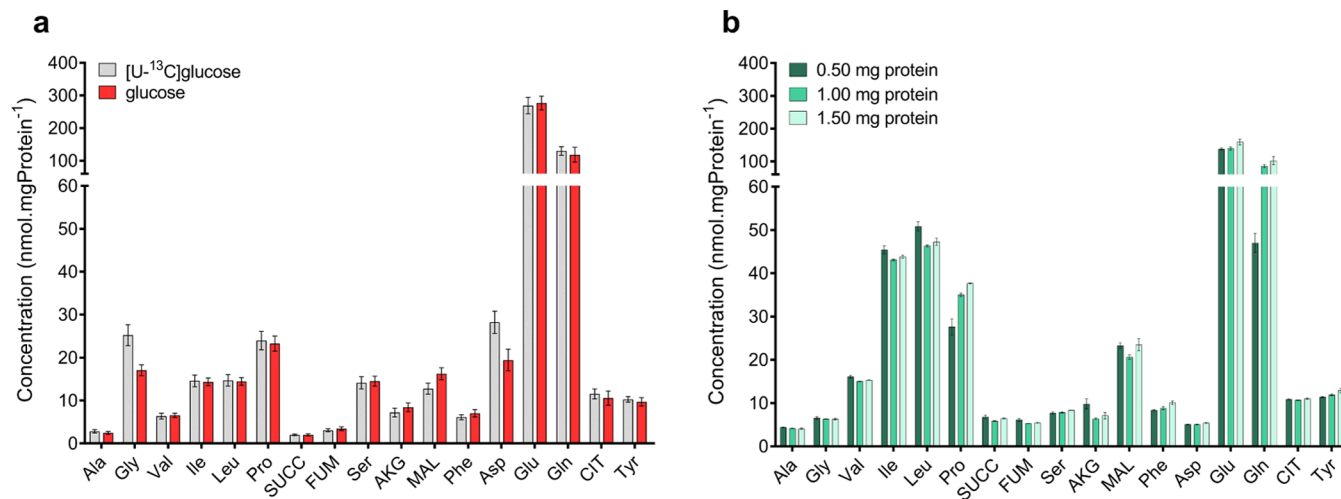 a
[U-¹³C]glucose
glucose
Concentration (nmol.mgProtein⁻¹)
400
300
200
100
60
50
40
30
20
10
0
Ala Gly Val Ile Leu Pro SUCC FUM Ser AKG MAL Phe Asp Glu Gln CIT Tyr
b
0.50 mg protein
1.00 mg protein
1.50 mg protein
Concentration (nmol.mgProtein⁻¹)
400
300
200
100
60
50
40
30
20
10
0
Ala Gly Val Ile Leu Pro SUCC FUM Ser AKG MAL Phe Asp Glu Gln CIT Tyr